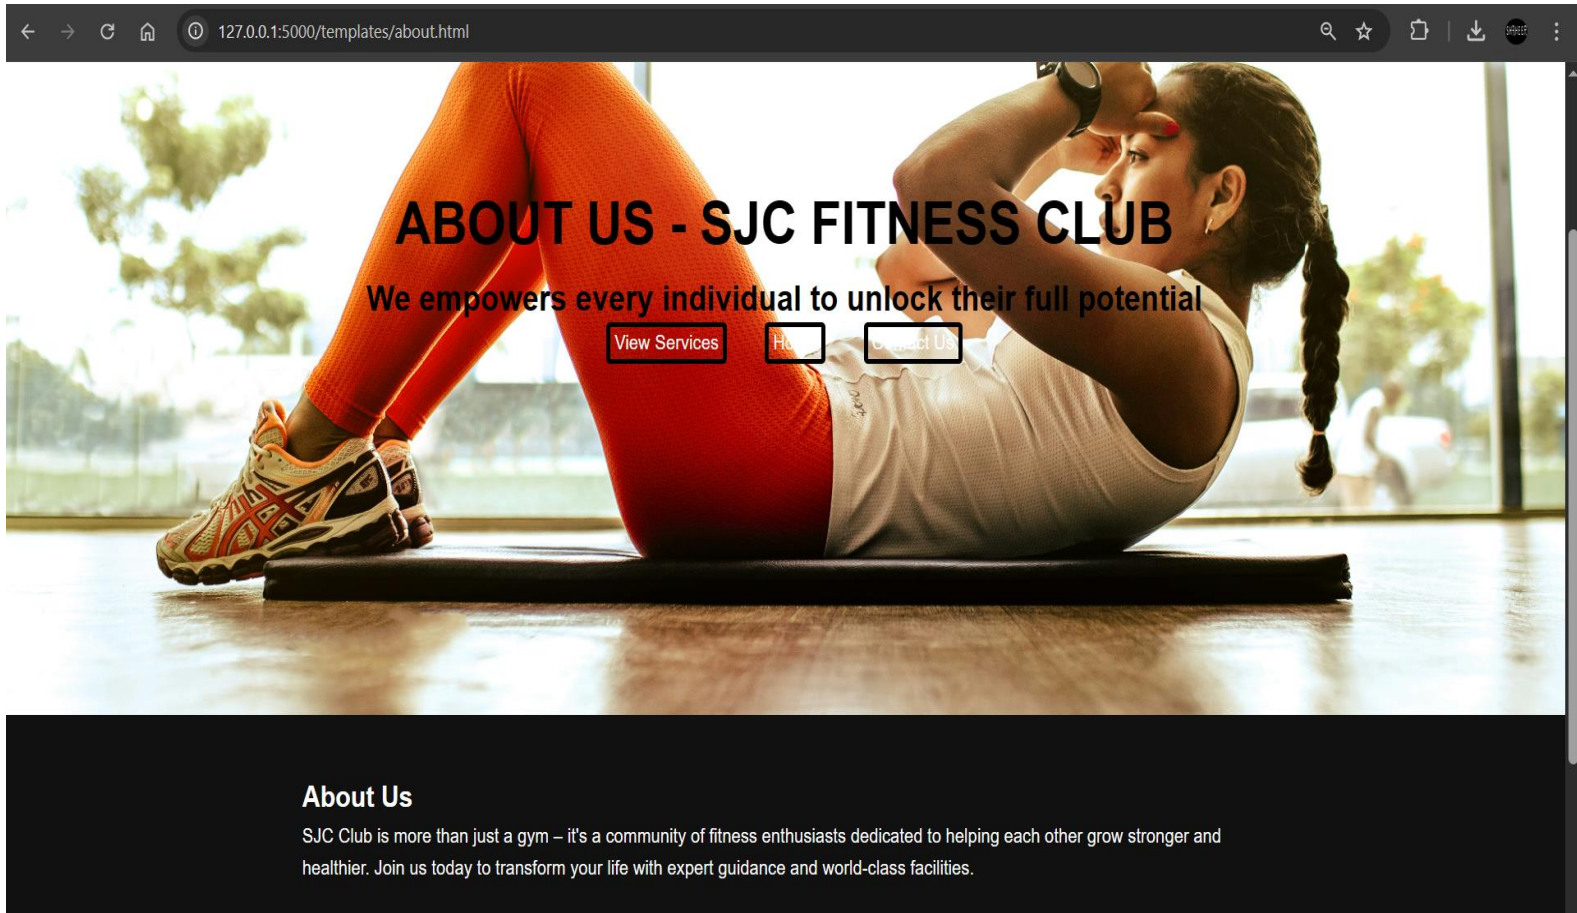 127.0.0.1:5000/templates/about.html
ABOUT US - SJC FITNESS CLUB
We empowers every individual to unlock their full potential
View Services Home Contact Us
About Us
SJC Club is more than just a gym – it's a community of fitness enthusiasts dedicated to helping each other grow stronger and
healthier. Join us today to transform your life with expert guidance and world-class facilities.